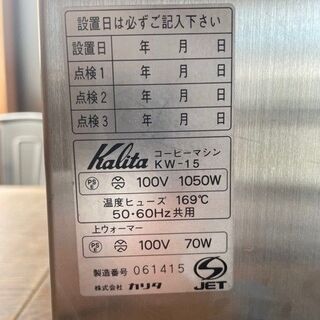 設置日は必ずご記入下さい
設置日 年 月 日
点検1 年 月 日
点検2 年 月 日
点検3 年 月 日
Kalita コーヒーマシン
KW-15
PS E 100V 1050W
温度ヒューズ 169℃
50・60Hz共用
上ウォーマー
PS E 100V 70W
製造番号 061415
株式会社 カリタ
S JET